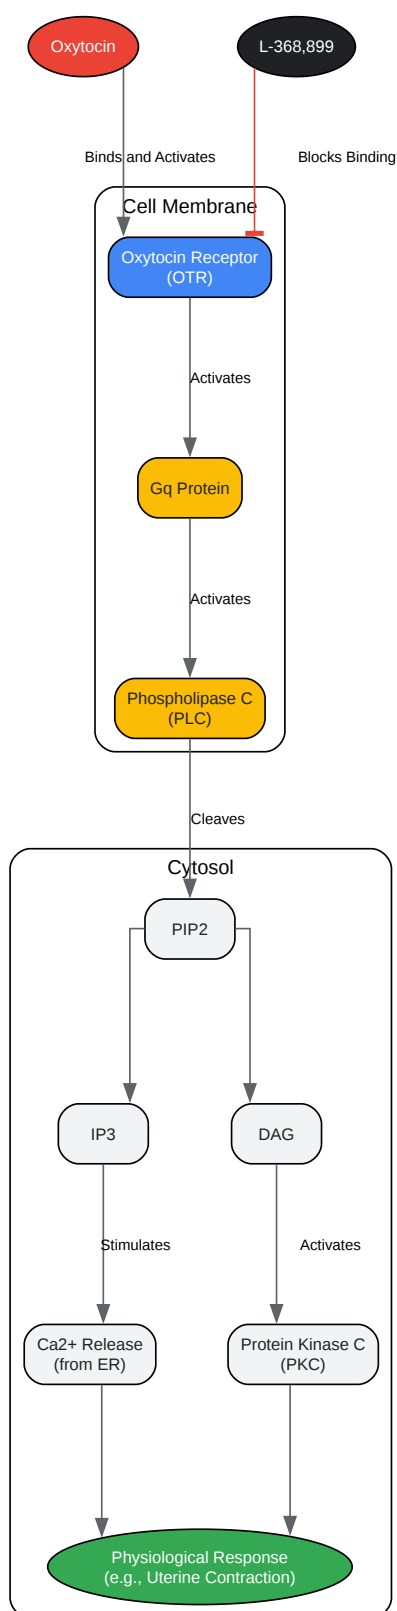 Oxytocin
L-368,899
Binds and Activates
Blocks Binding
Cell Membrane
Oxytocin Receptor
(OTR)
Activates
Gq Protein
Activates
Phospholipase C
(PLC)
Cleaves
Cytosol
PIP2
IP3
DAG
Stimulates
Activates
Ca2+ Release
(from ER)
Protein Kinase C
(PKC)
Physiological Response
(e.g., Uterine Contraction)